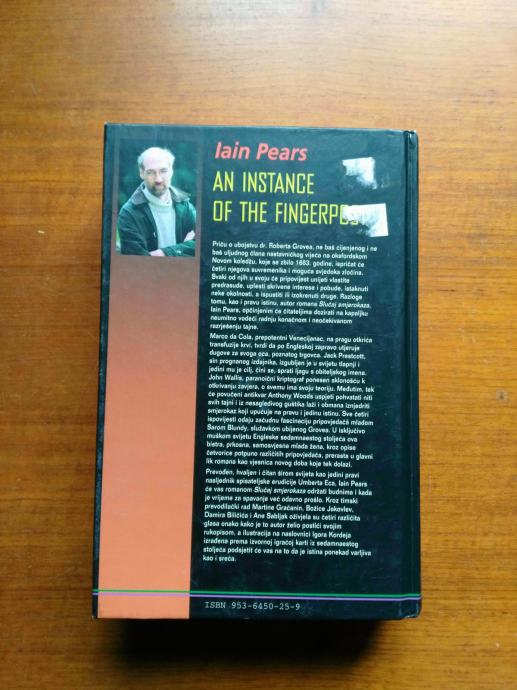 Iain Pears
AN INSTANCE
OF THE FINGERPOS
Priču o ubojstvu dr. Roberta Grovea, ne baš cijenjenog i ne
baš uljudnog člana nastavničkog vijeća na oksfordskom
Novom koledžu, koje se zbilo 1663. godine, ispričat će
četiri njegova suvremenika i moguća svjedoka zločina.
Svaki od njih u svoju će pripovijest unijeti vlastite
predrasude, uplesti skrivene interese i pobude, istaknuti
neke okolnosti, a ispustiti ili izokrenuti druge. Razloge
tomu, kao i pravu istinu, autor romana Slučaj smjerokaza,
Iain Pears, općinjenim će čitateljima dozirati na kapaljku
neumitno vodeći radnju konačnom i neočekivanom
razrješenju tajne.
Marco da Cola, prepotentni Venecijanac, na pragu otkrića
transfuzije krvi, tvrdi da po Engleskoj zapravo utjeruje
dugove za svoga oca, poznatog trgovca. Jack Prestcott,
sin prognanog izdajnika, izgubljen je u svijetu tlapnji i
jedini mu je cilj, čini se, sprati ljagu s obiteljskog imena.
John Wallis, paranoični kriptograf ponesen sklonošću k
otkrivanju zavjera, o svemu ima svoju teoriju. Međutim, tek
će povučeni antikvar Anthony Woods uspjeti pohvatati niti
svih tajni i iz nesagledivog guštika laži i obmana iznjedriti
smjerokaz koji upućuje na pravu i jedinu istinu. Sve četiri
ispovijesti odaju začudnu fascinaciju pripovjedačâ mladom
Sarom Blundy, služavkom ubijenog Grovea. U isključivo
muškom svijetu Engleske sedamnaestog stoljeća ova
bistra, prkosna, samosvjesna mlada žena, kroz opise
četvorice potpuno različitih pripovjedača, prerasta u glavni
lik romana kao vjesnica novog doba koje tek dolazi.
Prevođen, hvaljen i čitan širom svijeta kao jedini pravi
nasljednik spisateljske erudicije Umberta Eca, Iain Pears
će vas romanom Slučaj smjerokaza održati budnima i kada
je vrijeme za spavanje već odavno prošlo. Kroz timski
prevodilački rad Martine Gračanin, Božice Jakovlev,
Damira Biličića i Ane Sabljak oživjela su četiri različita
glasa onako kako je to autor želio postići svojim
rukopisom, a ilustracija na naslovnici Igora Kordeja
izrađena prema izvornoj igraćoj karti iz sedamnaestog
stoljeća podsjetit će vas na to da je istina ponekad varljiva
kao i sreća.
ISBN 953-6450-25-9